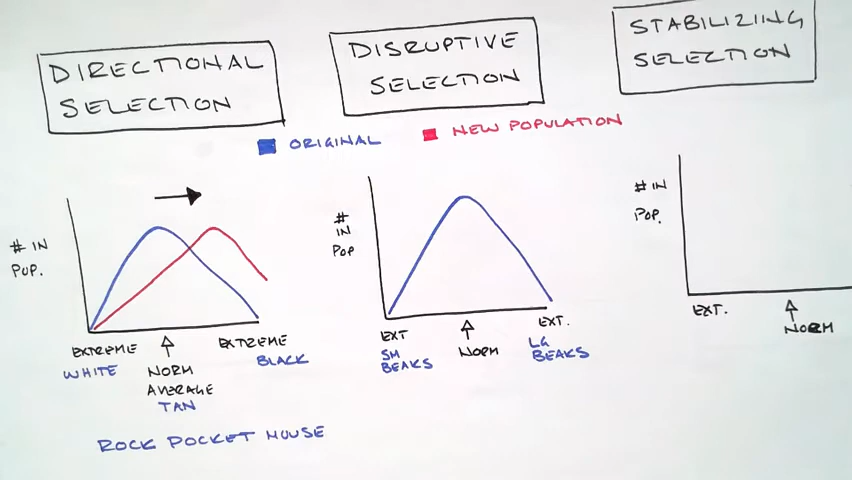 DIRECTIONAL
SELECTION
DISRUPTIVE
SELECTION
STABILIZING
SELECTION
ORIGINAL
NEW POPULATION
# IN
POP.
EXTREME
WHITE
NORM
AVERAGE
TAN
EXTREME
BLACK
ROCK POCKET MOUSE
#
IN
POP
EXT
SM
BEAKS
NORM
EXT.
LG
BEAKS
# IN
POP.
EXT.
NORM